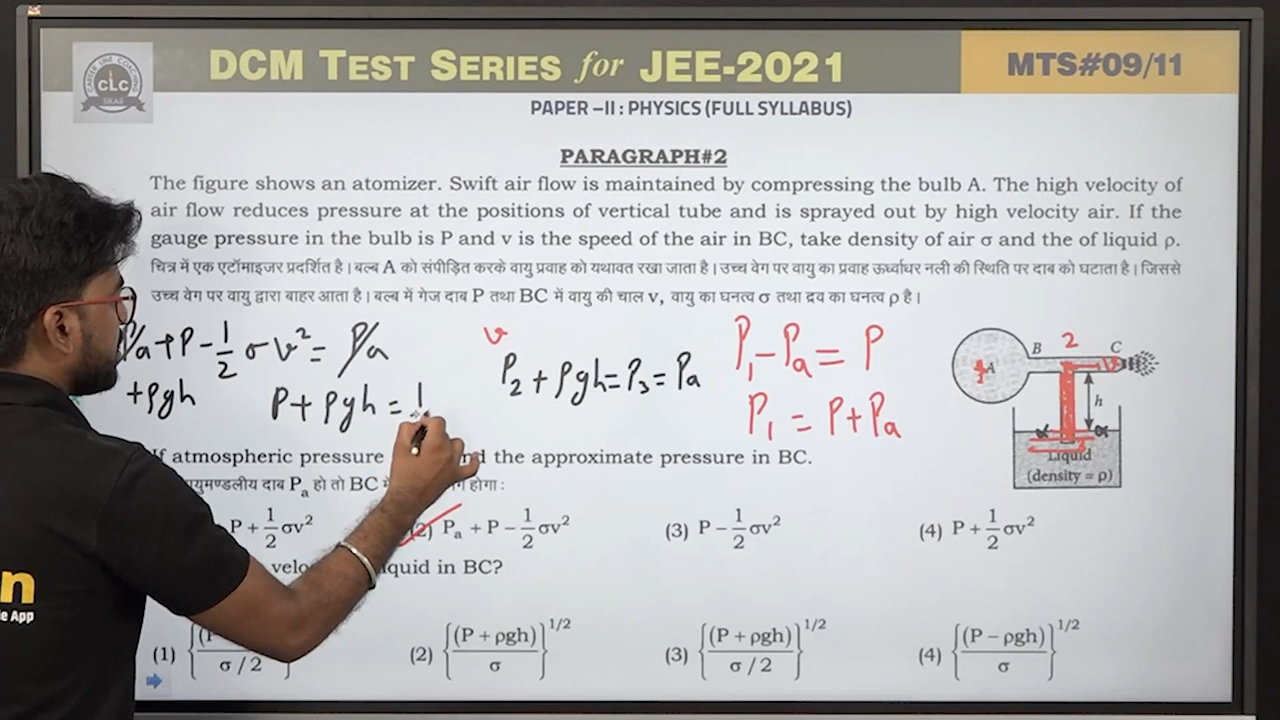 CAREER LINE COACHING
CLC
SIKAR
DCM TEST SERIES for JEE-2021
MTS#09/11
PAPER –II : PHYSICS (FULL SYLLABUS)
PARAGRAPH#2
The figure shows an atomizer. Swift air flow is maintained by compressing the bulb A. The high velocity of
air flow reduces pressure at the positions of vertical tube and is sprayed out by high velocity air. If the
gauge pressure in the bulb is P and v is the speed of the air in BC, take density of air σ and the of liquid ρ.
चित्र में एक एटॉमाइजर प्रदर्शित है। बल्ब A को संपीड़ित करके वायु प्रवाह को यथावत रखा जाता है। उच्च वेग पर वायु का प्रवाह ऊर्ध्वाधर नली की स्थिति पर दाब को घटाता है। जिससे
उच्च वेग पर वायु द्वारा बाहर आता है। बल्ब में गेज दाब P तथा BC में वायु की चाल v, वायु का घनत्व σ तथा द्रव का घनत्व ρ है।
Pa + P - 1/2 σ v² = Pa
+ ρgh
P + ρgh = 1
v
P₂ + ρgh = P₃ = Pa
P₁ - Pa = P
P₁ = P + Pa
A
B
2
C
h
Liquid
(density = ρ)
If atmospheric pressure the approximate pressure in BC.
वायुमण्डलीय दाब Pₐ हो तो BC में होगा :
P + 1/2 σv² (2) Pₐ + P − 1/2 σv² (3) P − 1/2 σv² (4) P + 1/2 σv²
in BC?
(1) {(P σ / 2 (2) {(P + ρgh) / σ}^1/2 (3) {(P + ρgh) / σ / 2}^1/2 (4) {(P − ρgh) / σ}^1/2
n
e App